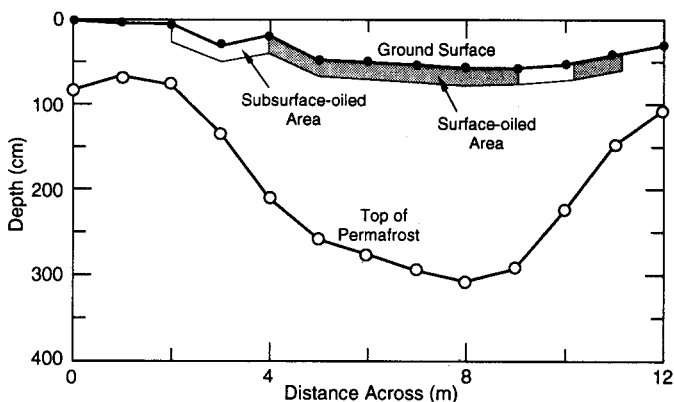 0
100
200
300
400
Depth (cm)
Ground Surface
Subsurface-oiled
Area
Surface-oiled
Area
Top of
Permafrost
0
4
8
12
Distance Across (m)